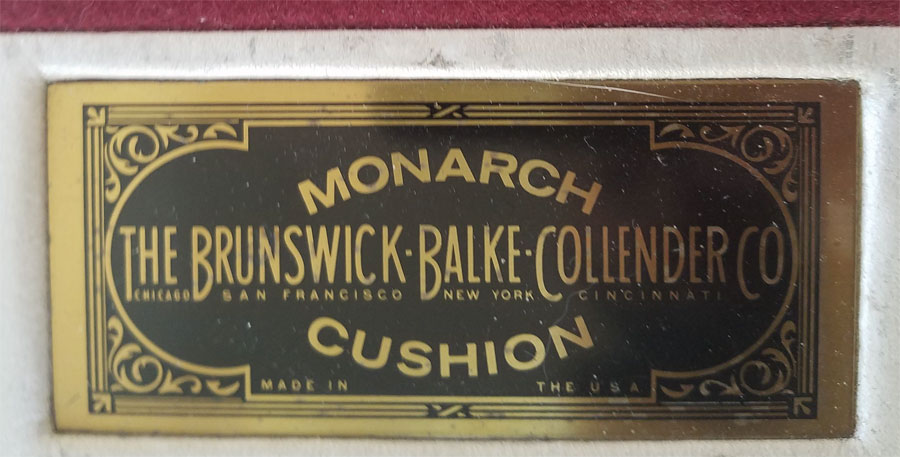 MONARCH
THE BRUNSWICK-BALKE-COLLENDER CO
CHICAGO SAN FRANCISCO NEW YORK CINCINNATI
CUSHION
MADE IN THE U S A